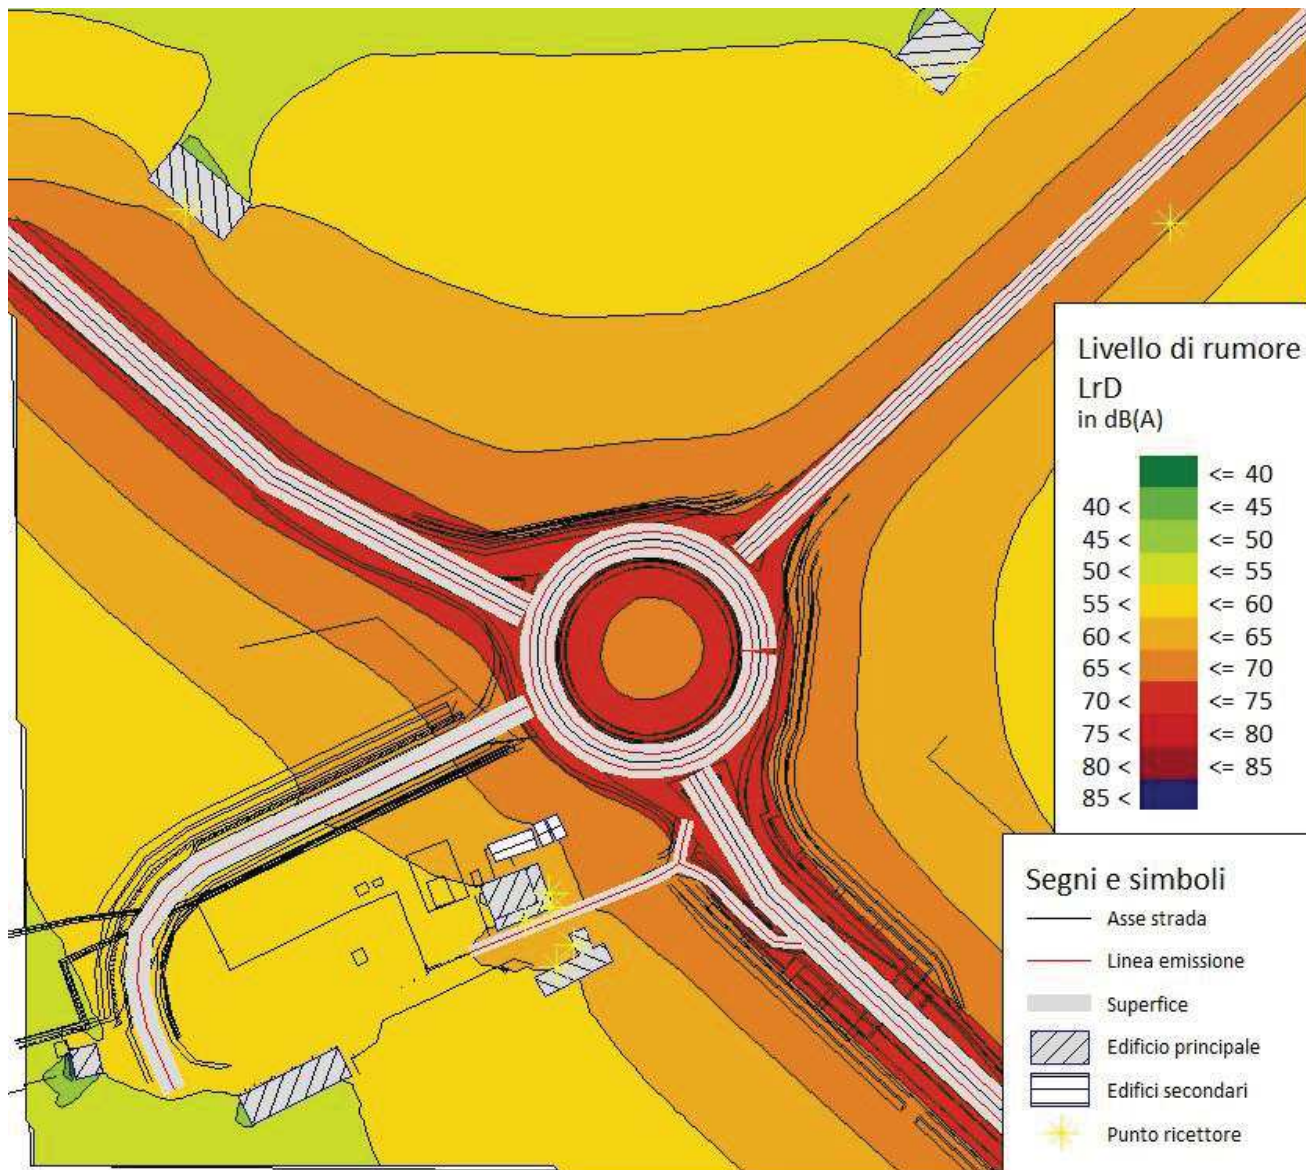 Livello di rumore
LrD
in dB(A)
<= 40
40 < <= 45
45 < <= 50
50 < <= 55
55 < <= 60
60 < <= 65
65 < <= 70
70 < <= 75
75 < <= 80
80 < <= 85
85 <
Segni e simboli
Asse strada
Linea emissione
Superfice
Edificio principale
Edifici secondari
Punto ricettore